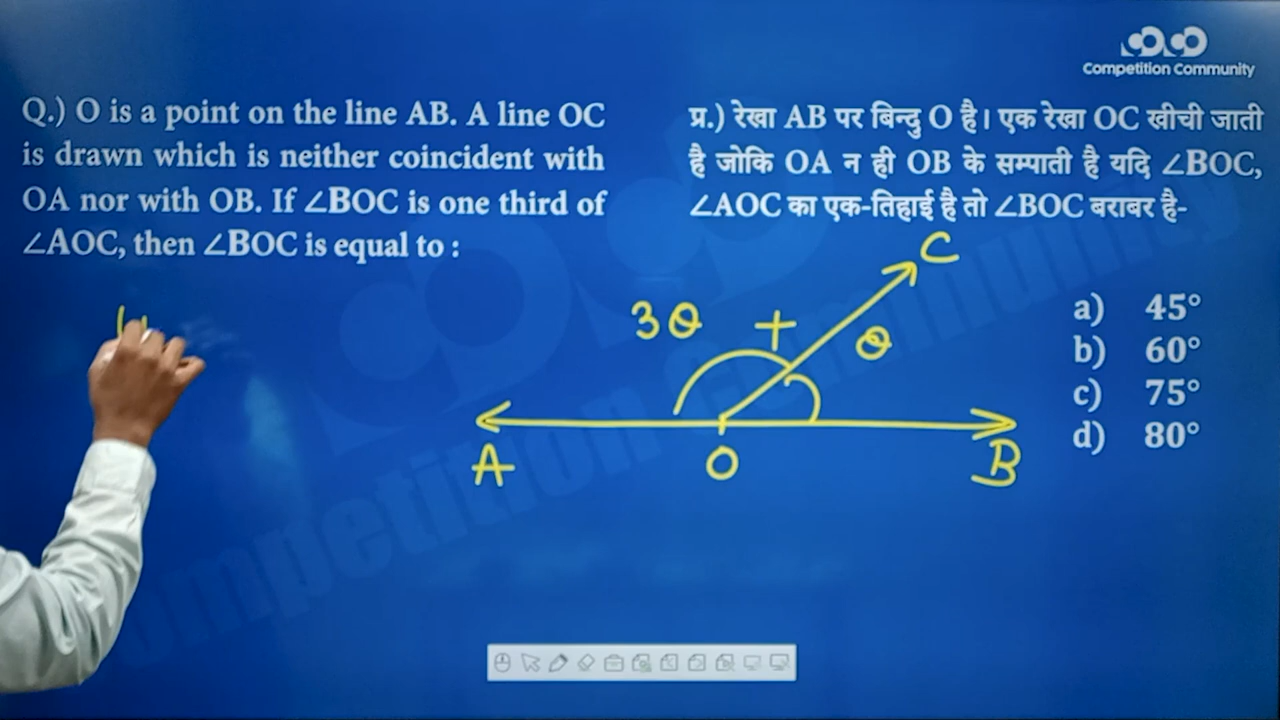 Competition Community
Q.) O is a point on the line AB. A line OC
is drawn which is neither coincident with
OA nor with OB. If ∠BOC is one third of
∠AOC, then ∠BOC is equal to :
प्र.) रेखा AB पर बिन्दु O है। एक रेखा OC खीची जाती
है जोकि OA न ही OB के सम्पाती है यदि ∠BOC,
∠AOC का एक-तिहाई है तो ∠BOC बराबर है-
a) 45°
b) 60°
c) 75°
d) 80°
C
3θ + θ
A O B
Competition Community